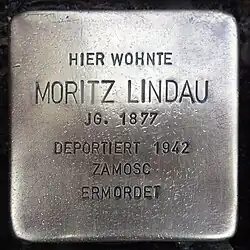 HIER WOHNTE
MORITZ LINDAU
JG. 1877
DEPORTIERT 1942
ZAMOSC
ERMORDET